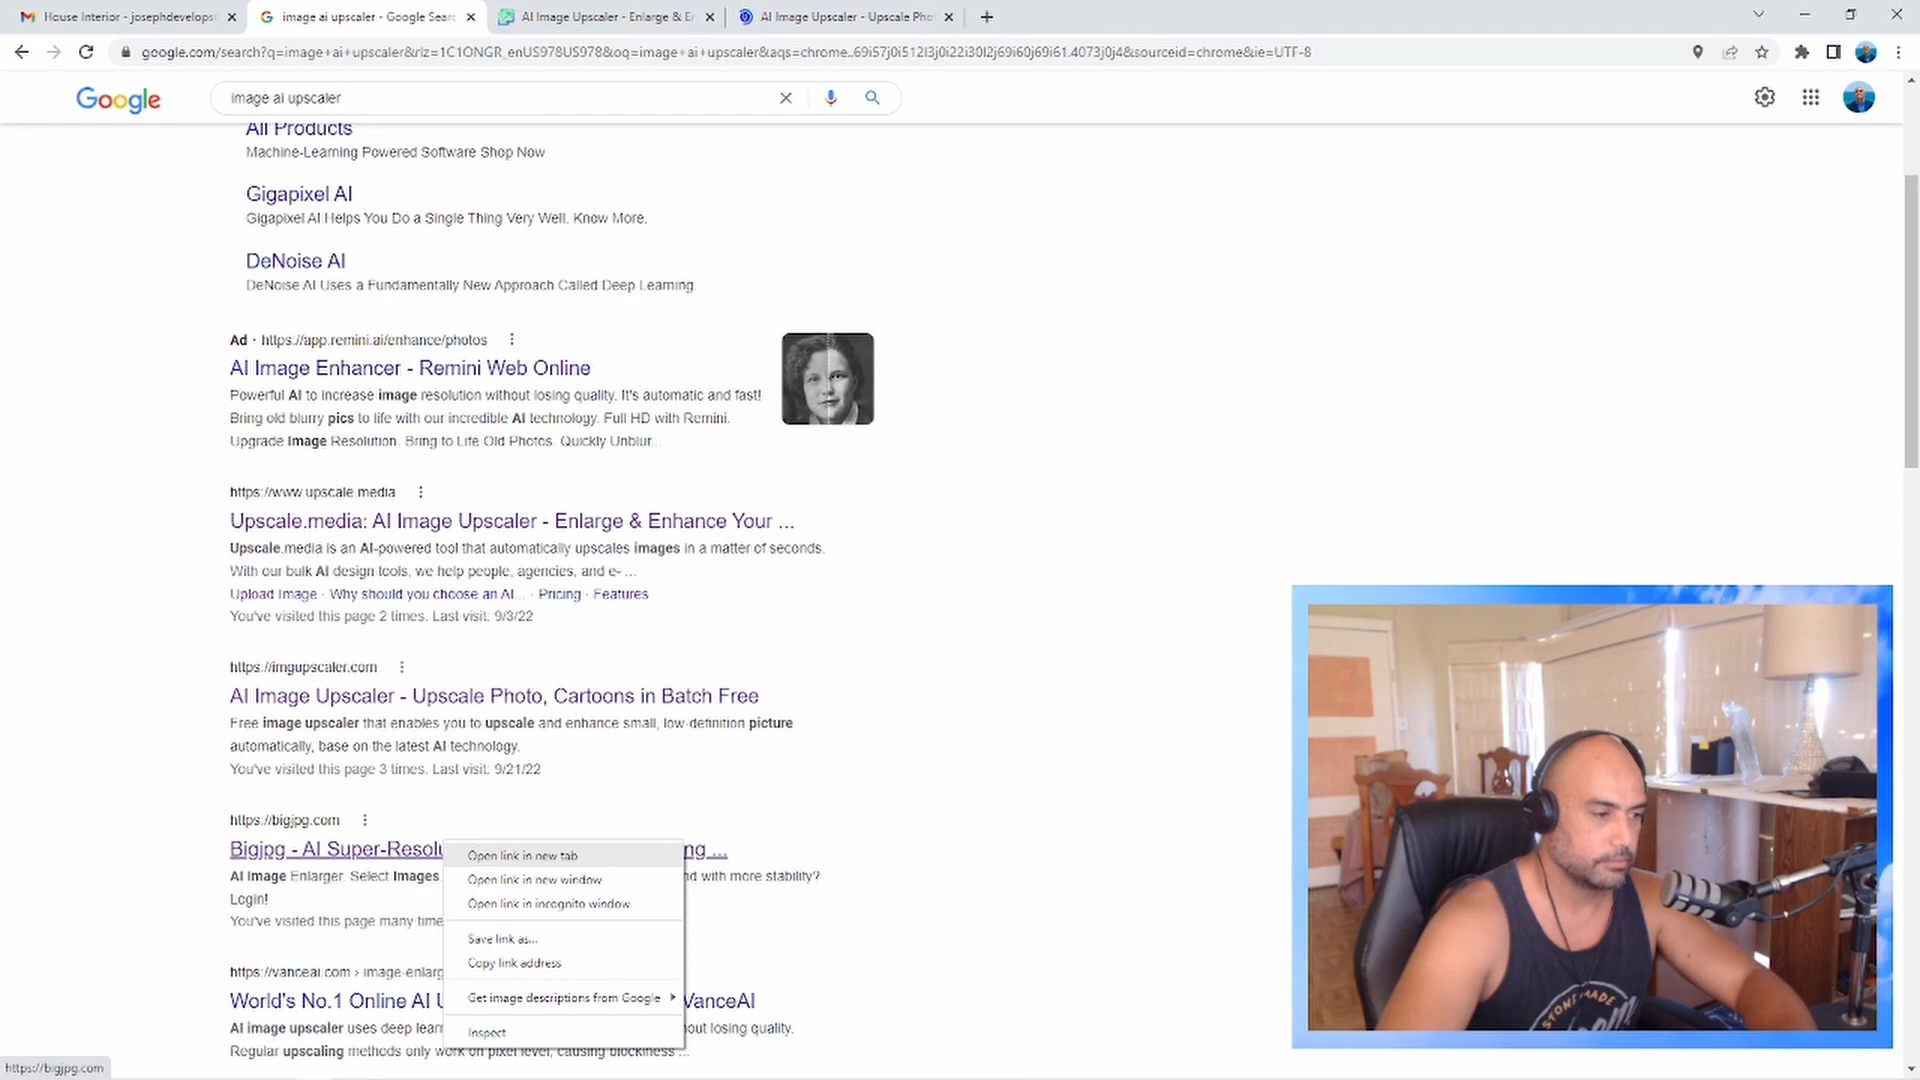 House Interior - josephdevelops
image ai upscaler - Google Sear
AI Image Upscaler - Enlarge & E
AI Image Upscaler - Upscale Pho
google.com/search?q=image+ai+upscaler&rlz=1C1ONGR_enUS978US978&oq=image+ai+upscaler&aqs=chrome..69i57j0i512l3j0i22i30l2j69i60j69i61.4073j0j4&sourceid=chrome&ie=UTF-8
Google
image ai upscaler
All Products
Machine-Learning Powered Software Shop Now
Gigapixel AI
Gigapixel AI Helps You Do a Single Thing Very Well. Know More.
DeNoise AI
DeNoise AI Uses a Fundamentally New Approach Called Deep Learning.
Ad · https://app.remini.ai/enhance/photos
AI Image Enhancer - Remini Web Online
Powerful AI to increase image resolution without losing quality. It's automatic and fast!
Bring old blurry pics to life with our incredible AI technology. Full HD with Remini.
Upgrade Image Resolution. Bring to Life Old Photos. Quickly Unblur...
https://www.upscale.media
Upscale.media: AI Image Upscaler - Enlarge & Enhance Your ...
Upscale.media is an AI-powered tool that automatically upscales images in a matter of seconds.
With our bulk AI design tools, we help people, agencies, and e- ...
Upload Image · Why should you choose an AI... · Pricing · Features
You've visited this page 2 times. Last visit: 9/3/22
https://imgupscaler.com
AI Image Upscaler - Upscale Photo, Cartoons in Batch Free
Free image upscaler that enables you to upscale and enhance small, low-definition picture
automatically, base on the latest AI technology.
You've visited this page 3 times. Last visit: 9/21/22
https://bigjpg.com
Bigjpg - AI Super-Resolu ng ...
AI Image Enlarger. Select Images nd with more stability?
Login!
You've visited this page many time
https://vanceai.com › image-enlarg
World's No.1 Online AI U VanceAI
AI image upscaler uses deep learn out losing quality.
Regular upscaling methods only work on pixel level, causing blockiness ...
Open link in new tab
Open link in new window
Open link in incognito window
Save link as...
Copy link address
Get image descriptions from Google
Inspect
https://bigjpg.com
STONE MADE